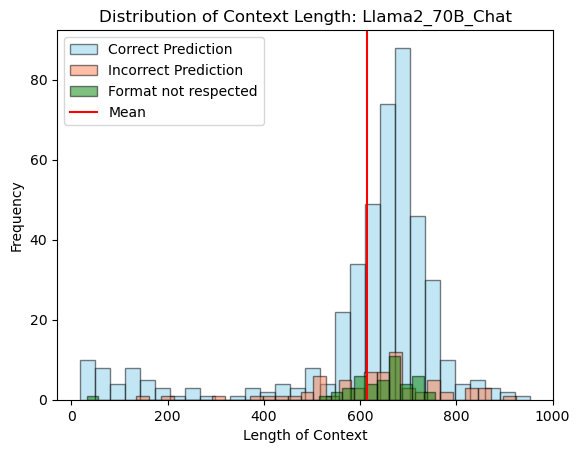 Distribution of Context Length: Llama2_70B_Chat
Correct Prediction
Incorrect Prediction
Format not respected
Mean
Frequency
80
60
40
20
0
0 200 400 600 800 1000
Length of Context